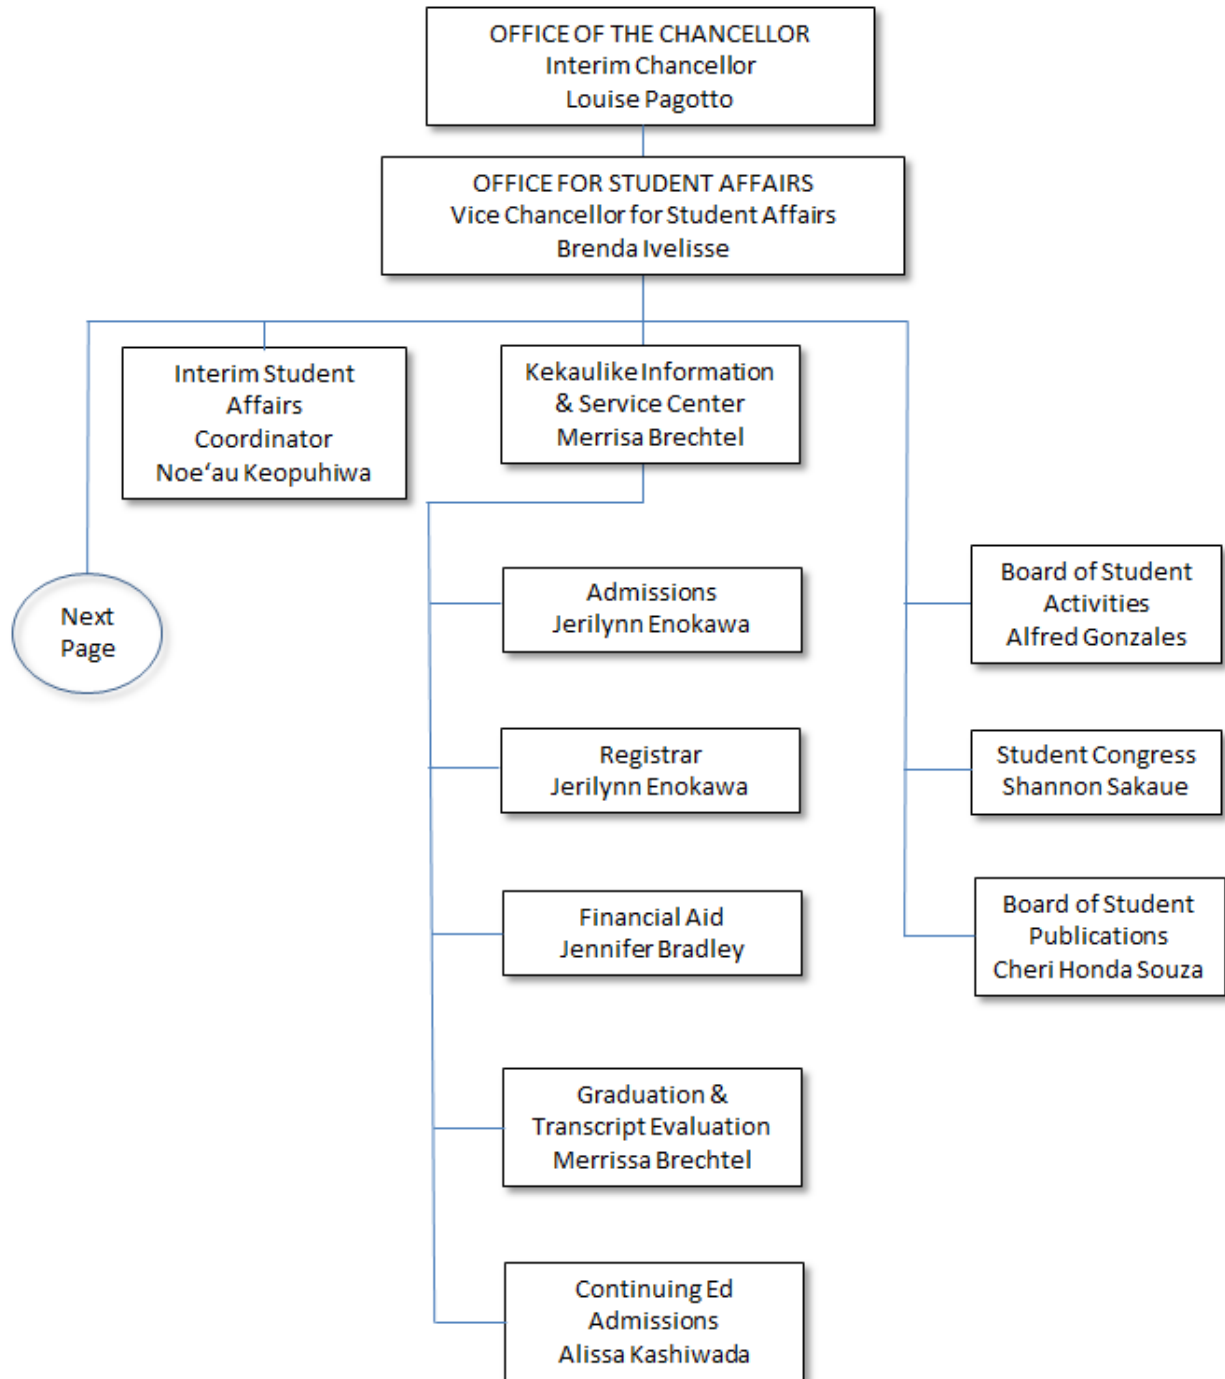 OFFICE OF THE CHANCELLOR
Interim Chancellor
Louise Pagotto
OFFICE FOR STUDENT AFFAIRS
Vice Chancellor for Student Affairs
Brenda Ivelisse
Interim Student
Affairs
Coordinator
Noeʻau Keopuhiwa
Kekaulike Information
& Service Center
Merrisa Brechtel
Next
Page
Admissions
Jerilynn Enokawa
Registrar
Jerilynn Enokawa
Financial Aid
Jennifer Bradley
Graduation &
Transcript Evaluation
Merrissa Brechtel
Continuing Ed
Admissions
Alissa Kashiwada
Board of Student
Activities
Alfred Gonzales
Student Congress
Shannon Sakaue
Board of Student
Publications
Cheri Honda Souza